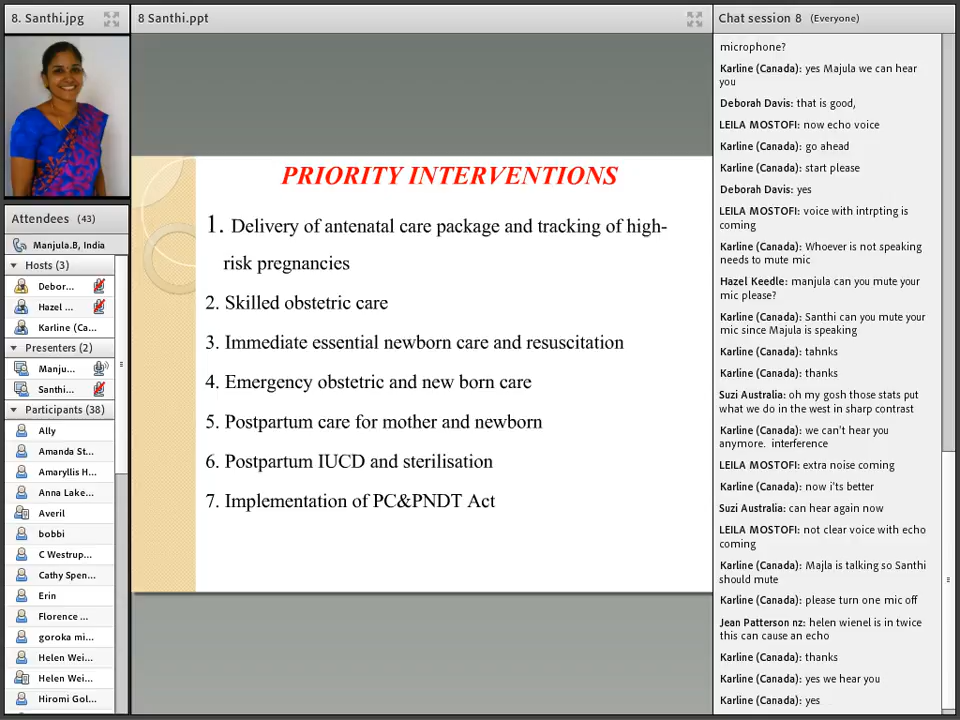 8. Santhi.jpg
8 Santhi.ppt
Chat session 8 (Everyone)
Attendees (43)
Manjula.B, India
Hosts (3)
Debor...
Hazel ...
Karline (Ca...
Presenters (2)
Manju...
Santhi...
Participants (38)
Ally
Amanda St...
Amaryllis H...
Anna Lake...
Averil
bobbi
C Westrup...
Cathy Spen...
Erin
Florence ...
goroka mi...
Helen Wei...
Helen Wei...
Hiromi Gol...
PRIORITY INTERVENTIONS
1. Delivery of antenatal care package and tracking of high-
risk pregnancies
2. Skilled obstetric care
3. Immediate essential newborn care and resuscitation
4. Emergency obstetric and new born care
5. Postpartum care for mother and newborn
6. Postpartum IUCD and sterilisation
7. Implementation of PC&PNDT Act
microphone?
Karline (Canada): yes Majula we can hear
you
Deborah Davis: that is good,
LEILA MOSTOFI: now echo voice
Karline (Canada): go ahead
Karline (Canada): start please
Deborah Davis: yes
LEILA MOSTOFI: voice with intrpting is
coming
Karline (Canada): Whoever is not speaking
needs to mute mic
Hazel Keedle: manjula can you mute your
mic please?
Karline (Canada): Santhi can you mute your
mic since Majula is speaking
Karline (Canada): tahnks
Karline (Canada): thanks
Suzi Australia: oh my gosh those stats put
what we do in the west in sharp contrast
Karline (Canada): we can't hear you
anymore. interference
LEILA MOSTOFI: extra noise coming
Karline (Canada): now i'ts better
Suzi Australia: can hear again now
LEILA MOSTOFI: not clear voice with echo
coming
Karline (Canada): Majla is talking so Santhi
should mute
Karline (Canada): please turn one mic off
Jean Patterson nz: helen wienel is in twice
this can cause an echo
Karline (Canada): thanks
Karline (Canada): yes we hear you
Karline (Canada): yes